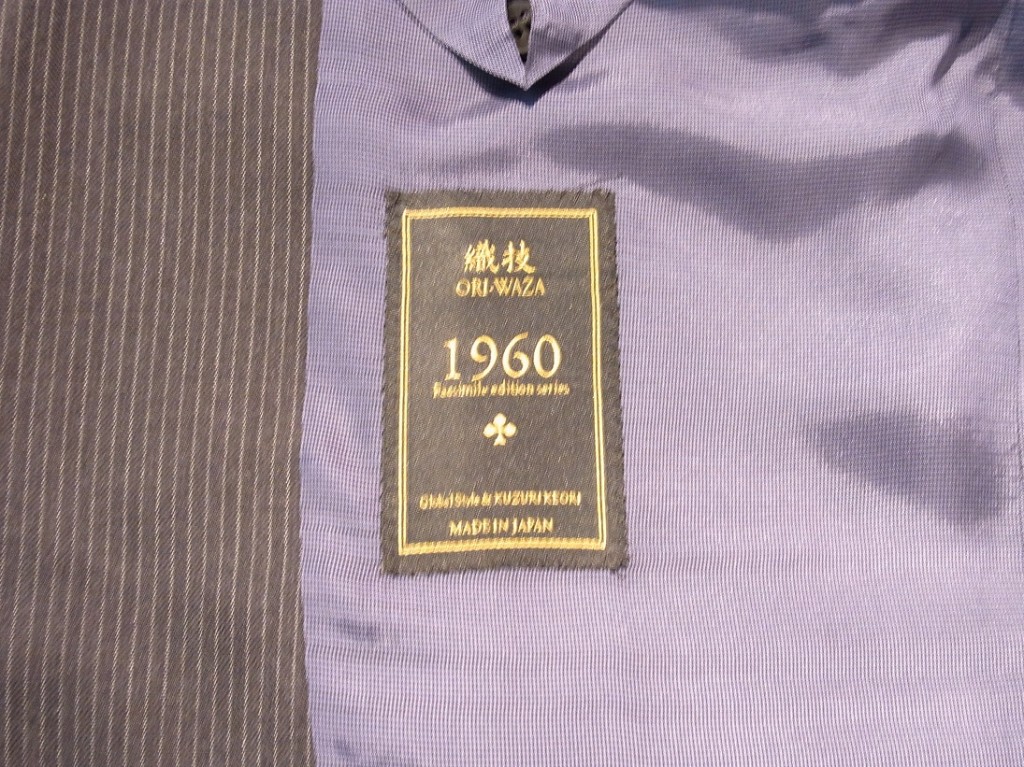 織技
ORI-WAZA
1960
Facsimile edition series
Global Style & KUZURI KEORI
MADE IN JAPAN